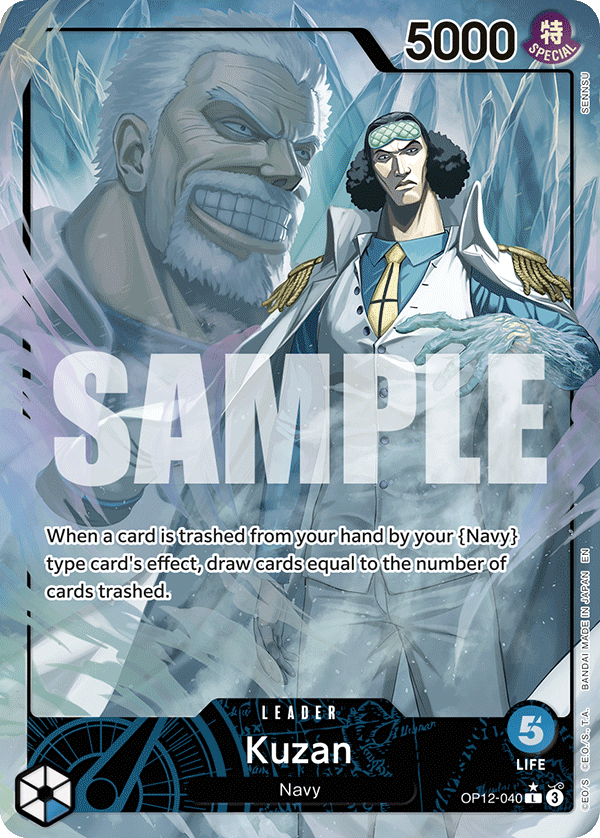 5000
特
SPECIAL
SENNSU
SAMPLE
When a card is trashed from your hand by your {Navy}
type card's effect, draw cards equal to the number of
cards trashed.
©E.O./S., T.A. BANDAI MADE IN JAPAN EN
LEADER
5
LIFE
Kuzan
Navy
OP12-040 L 3